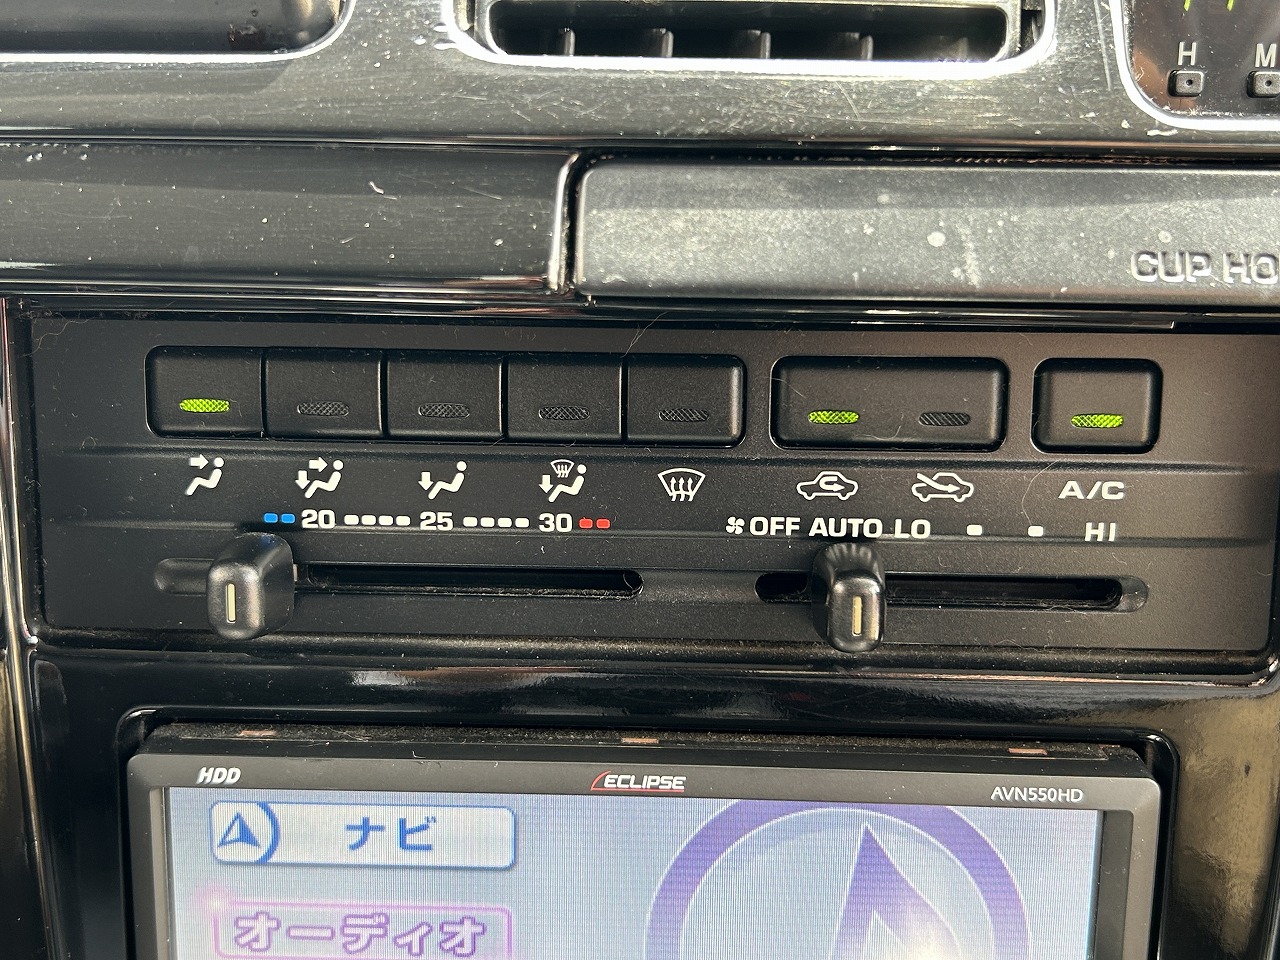 H
M
CUP HO
A/C
20 25 30
OFF AUTO LO HI
HDD
ECLIPSE
AVN550HD
ナビ
オーディオ